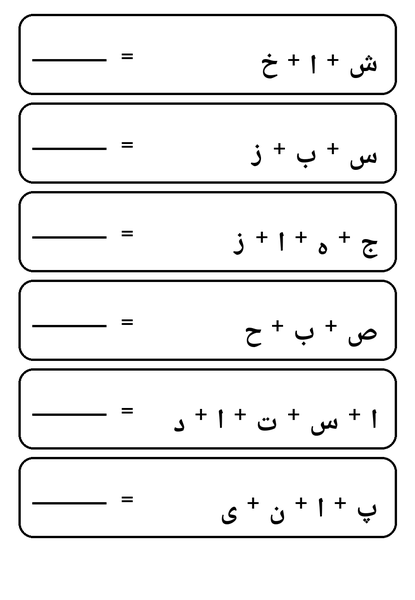 ش + ا + خ = ______
س + ب + ز = ______
ج + ہ + ا + ز = ______
ص + ب + ح = ______
ا + س + ت + ا + د = ______
پ + ا + ن + ی = ______